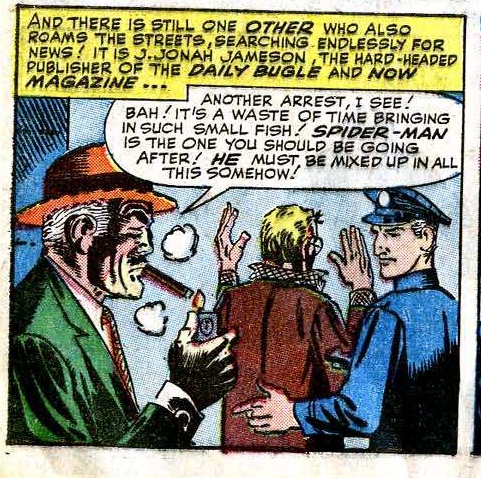 AND THERE IS STILL ONE OTHER WHO ALSO
ROAMS THE STREETS, SEARCHING ENDLESSLY FOR
NEWS! IT IS J. JONAH JAMESON, THE HARD-HEADED
PUBLISHER OF THE DAILY BUGLE AND NOW
MAGAZINE...
ANOTHER ARREST, I SEE!
BAH! IT'S A WASTE OF TIME BRINGING
IN SUCH SMALL FISH! SPIDER-MAN
IS THE ONE YOU SHOULD BE GOING
AFTER! HE MUST BE MIXED UP IN ALL
THIS SOMEHOW!